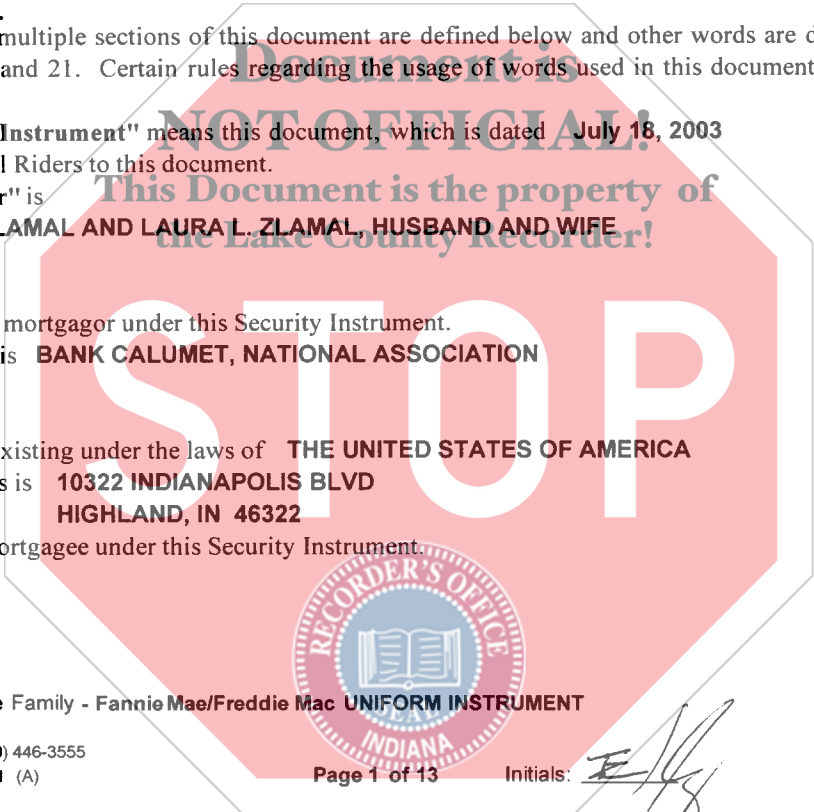 multiple sections of this document are defined below and other words are d
and 21. Certain rules regarding the usage of words used in this document
Document is
NOT OFFICIAL!
This Document is the property of
the Lake County Recorder!
Instrument" means this document, which is dated July 18, 2003
l Riders to this document.
r" is
LAMAL AND LAURA L. ZLAMAL, HUSBAND AND WIFE
mortgagor under this Security Instrument.
is BANK CALUMET, NATIONAL ASSOCIATION
STOP
xisting under the laws of THE UNITED STATES OF AMERICA
s is 10322 INDIANAPOLIS BLVD
HIGHLAND, IN 46322
ortgagee under this Security Instrument.
RECORDER'S OFFICE
SEAL
INDIANA
e Family - Fannie Mae/Freddie Mac UNIFORM INSTRUMENT
) 446-3555
(A)
Page 1 of 13 Initials: